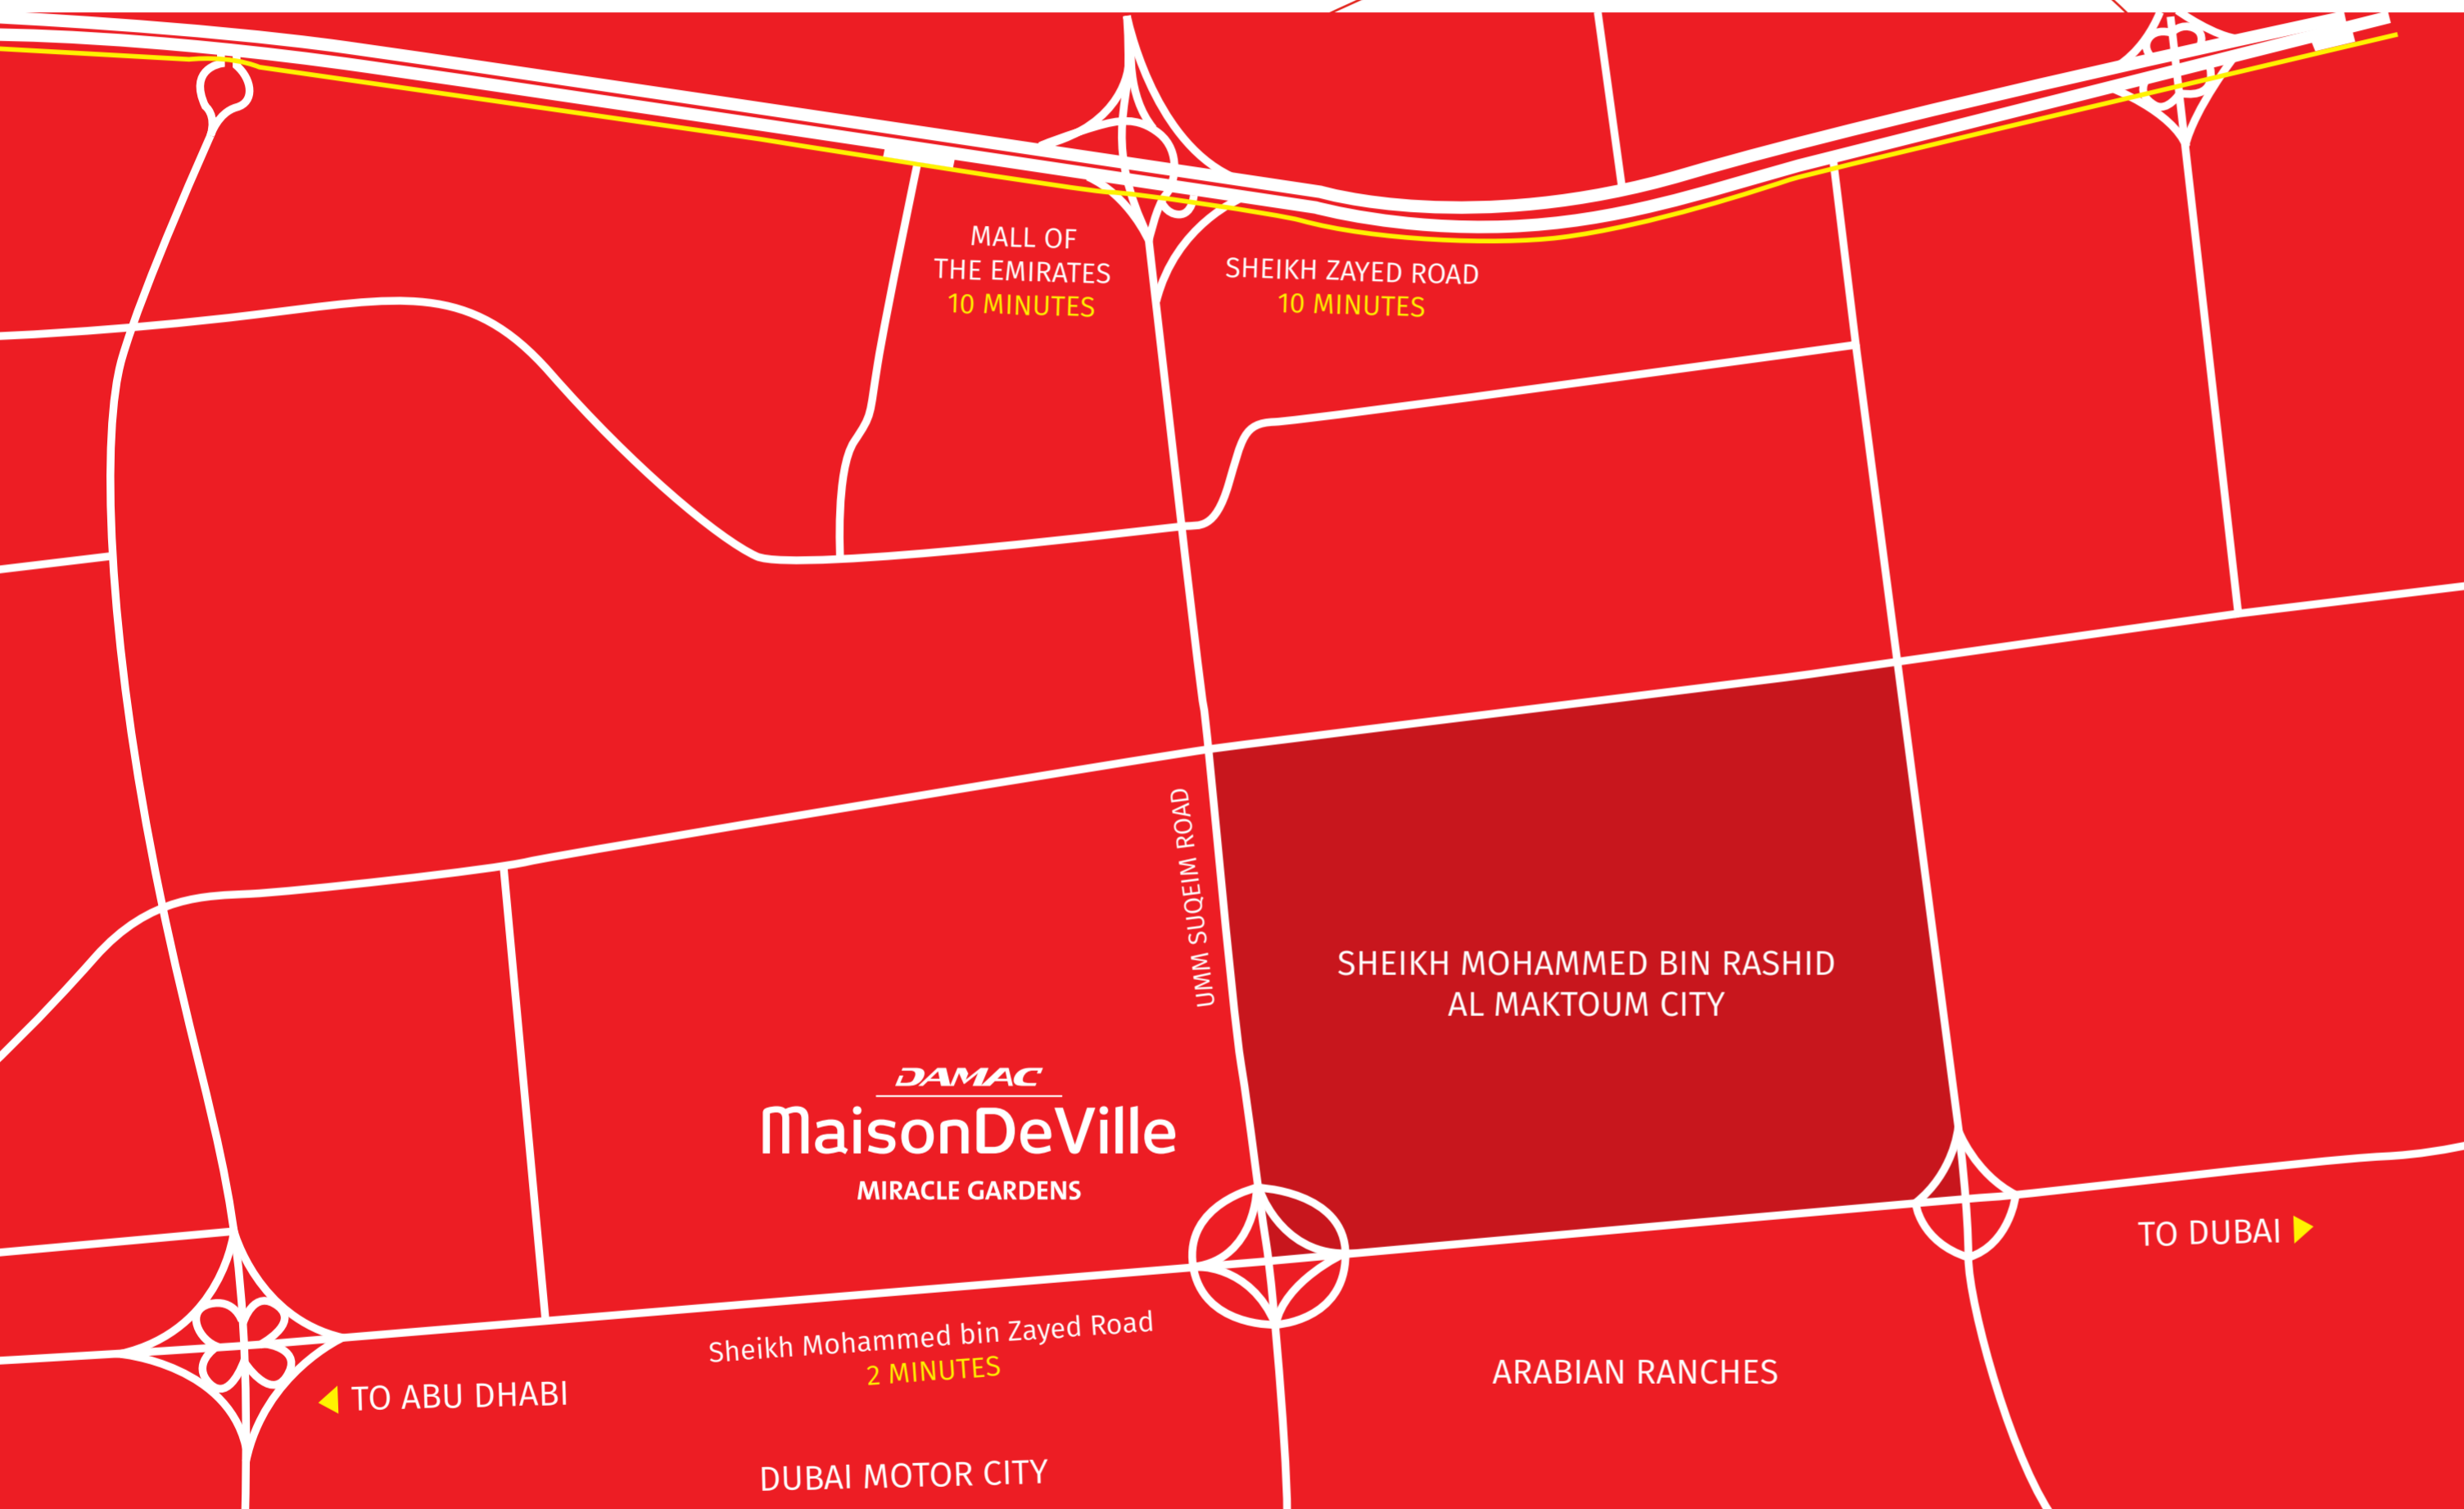 MALL OF
THE EMIRATES
10 MINUTES
SHEIKH ZAYED ROAD
10 MINUTES
UMM SUQEIM ROAD
SHEIKH MOHAMMED BIN RASHID
AL MAKTOUM CITY
DAMAC
MaisonDeVille
MIRACLE GARDENS
TO DUBAI
Sheikh Mohammed bin Zayed Road
2 MINUTES
TO ABU DHABI
ARABIAN RANCHES
DUBAI MOTOR CITY